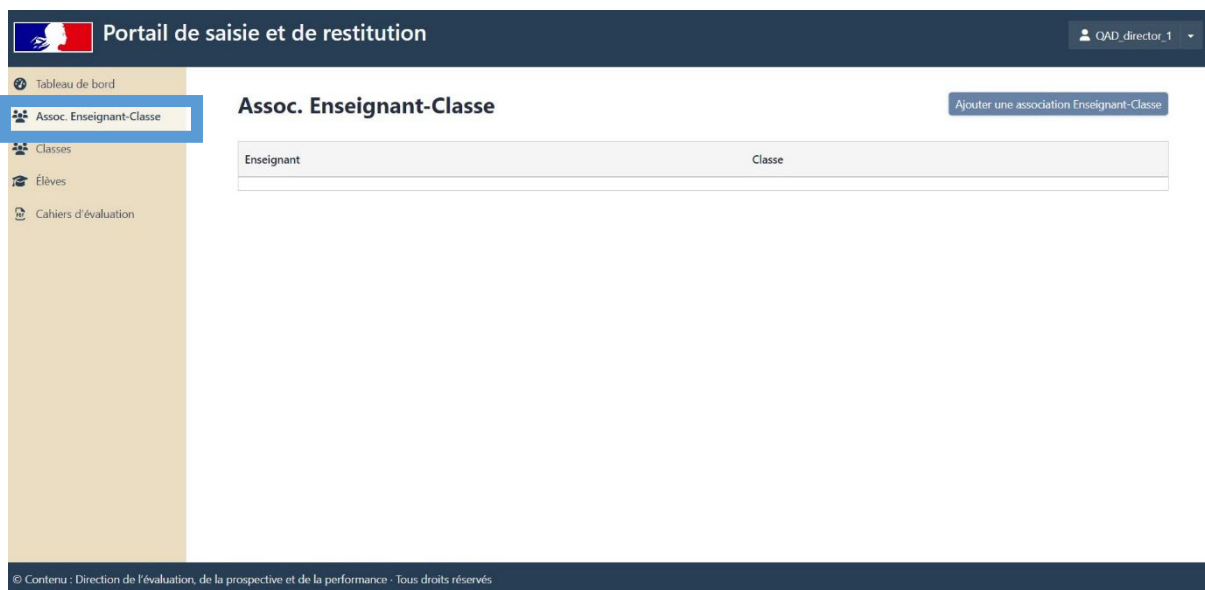 Portail de saisie et de restitution
QAD_director_1
Tableau de bord
Assoc. Enseignant-Classe
Classes
Élèves
Cahiers d'évaluation
Assoc. Enseignant-Classe
Ajouter une association Enseignant-Classe
Enseignant Classe
© Contenu : Direction de l'évaluation, de la prospective et de la performance - Tous droits réservés